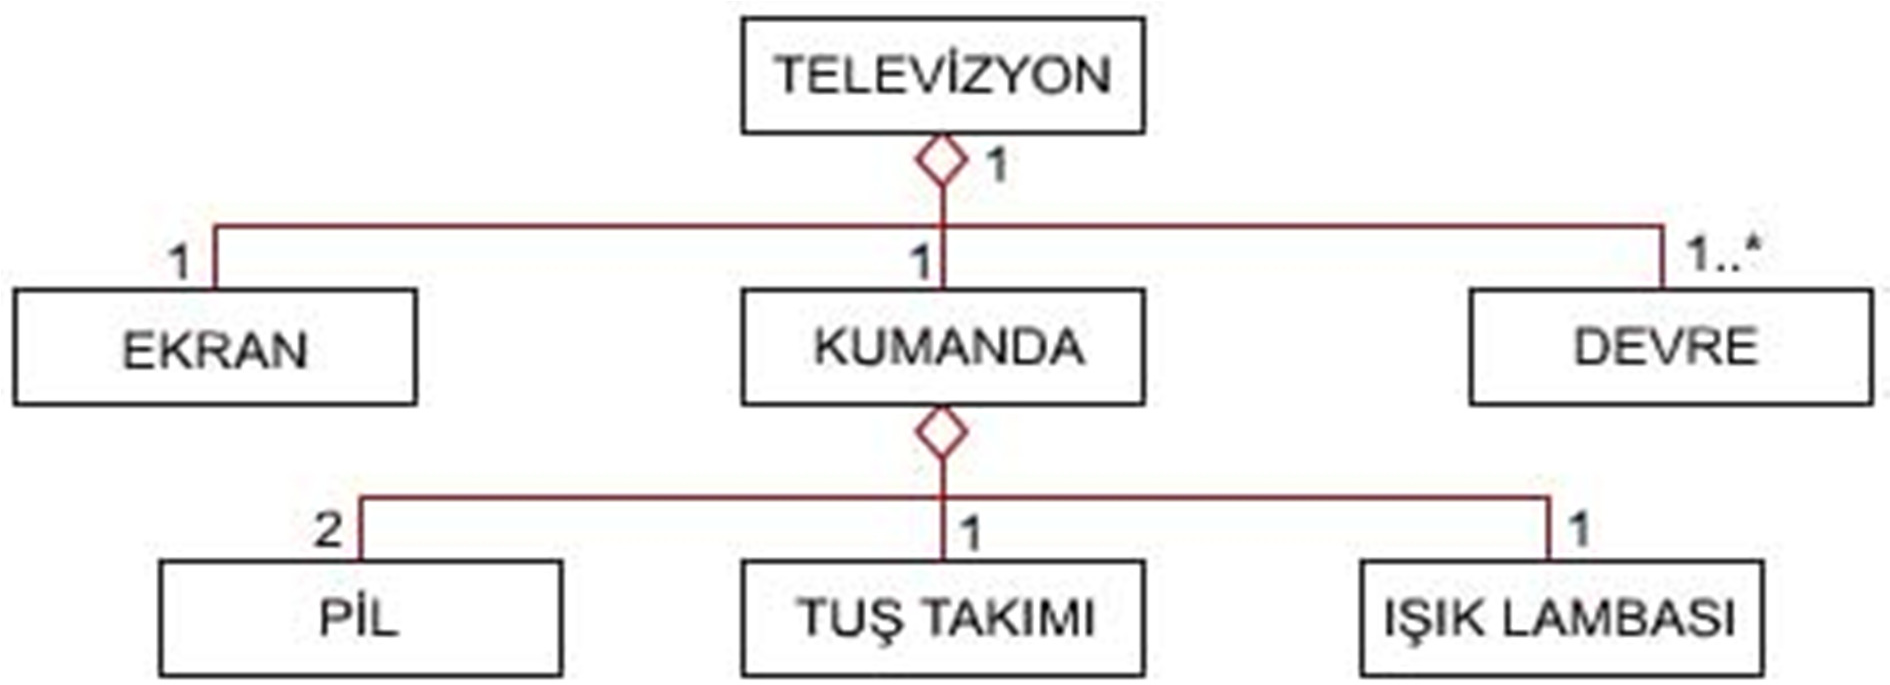 TELEVİZYON
1
1
1
1..*
EKRAN
KUMANDA
DEVRE
2
1
1
PİL
TUŞ TAKIMI
IŞIK LAMBASI